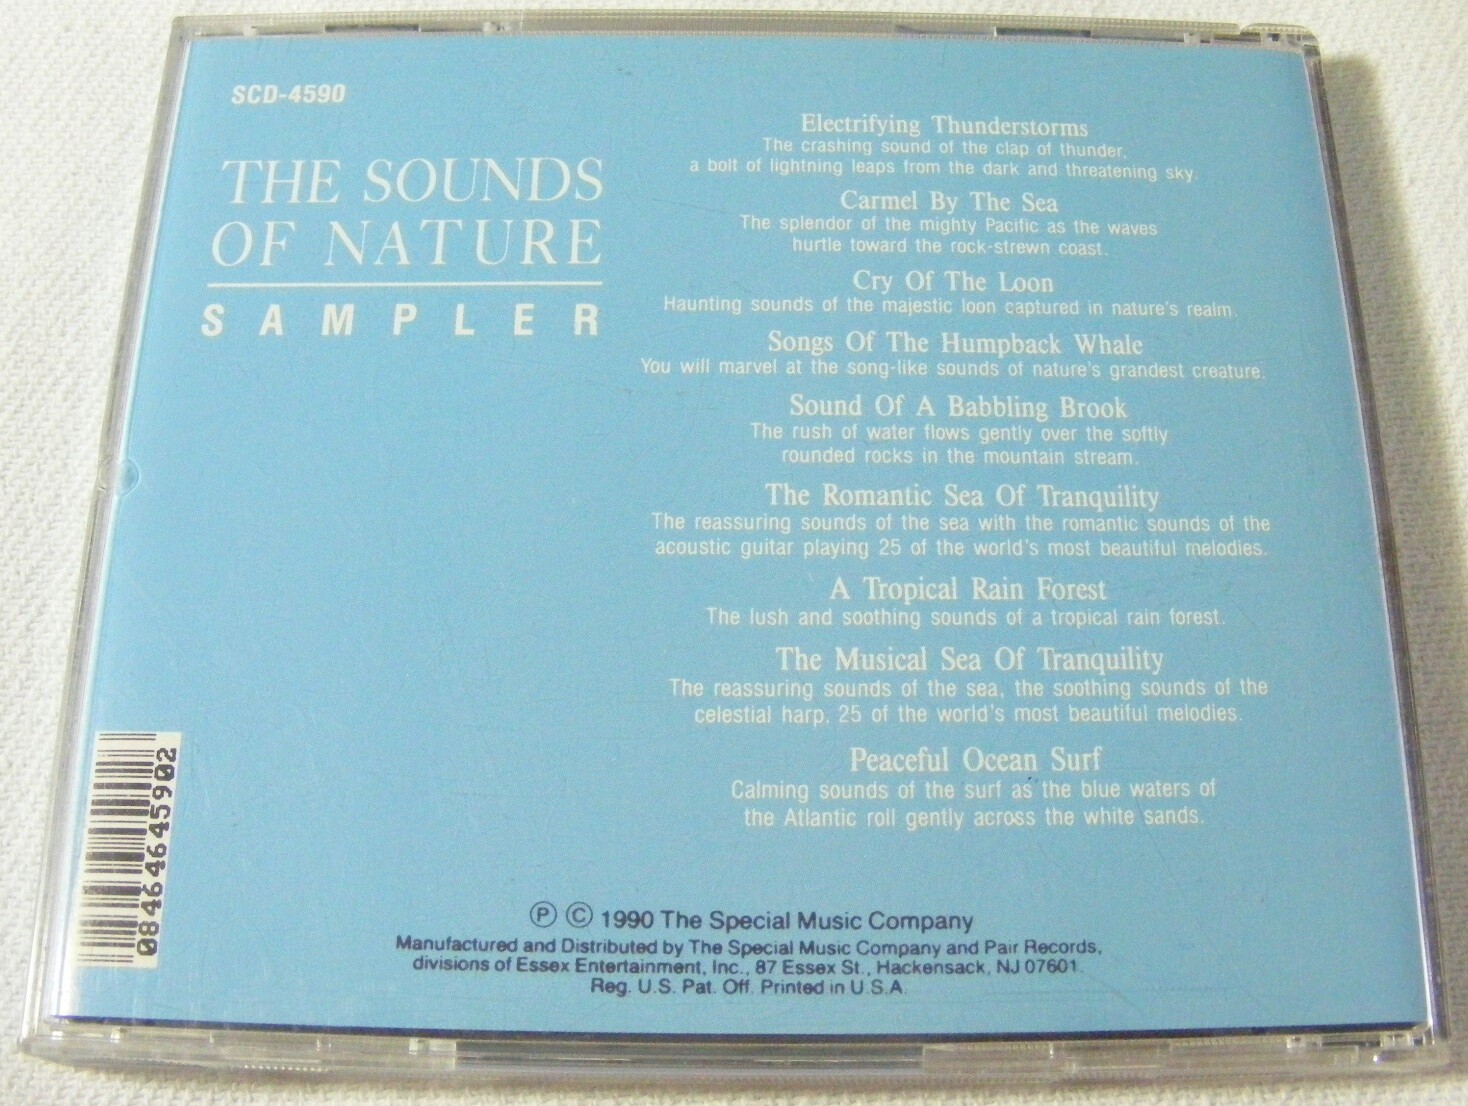 SCD-4590
THE SOUNDS
OF NATURE
SAMPLER
Electrifying Thunderstorms
The crashing sound of the clap of thunder,
a bolt of lightning leaps from the dark and threatening sky.
Carmel By The Sea
The splendor of the mighty Pacific as the waves
hurtle toward the rock-strewn coast.
Cry Of The Loon
Haunting sounds of the majestic loon captured in nature's realm.
Songs Of The Humpback Whale
You will marvel at the song-like sounds of nature's grandest creature.
Sound Of A Babbling Brook
The rush of water flows gently over the softly
rounded rocks in the mountain stream.
The Romantic Sea Of Tranquility
The reassuring sounds of the sea with the romantic sounds of the
acoustic guitar playing 25 of the world's most beautiful melodies.
A Tropical Rain Forest
The lush and soothing sounds of a tropical rain forest.
The Musical Sea Of Tranquility
The reassuring sounds of the sea, the soothing sounds of the
celestial harp, 25 of the world's most beautiful melodies.
Peaceful Ocean Surf
Calming sounds of the surf as the blue waters of
the Atlantic roll gently across the white sands.
08464645902
Ⓟ © 1990 The Special Music Company
Manufactured and Distributed by The Special Music Company and Pair Records,
divisions of Essex Entertainment, Inc., 87 Essex St., Hackensack, NJ 07601
Reg. U.S. Pat. Off. Printed in U.S.A.